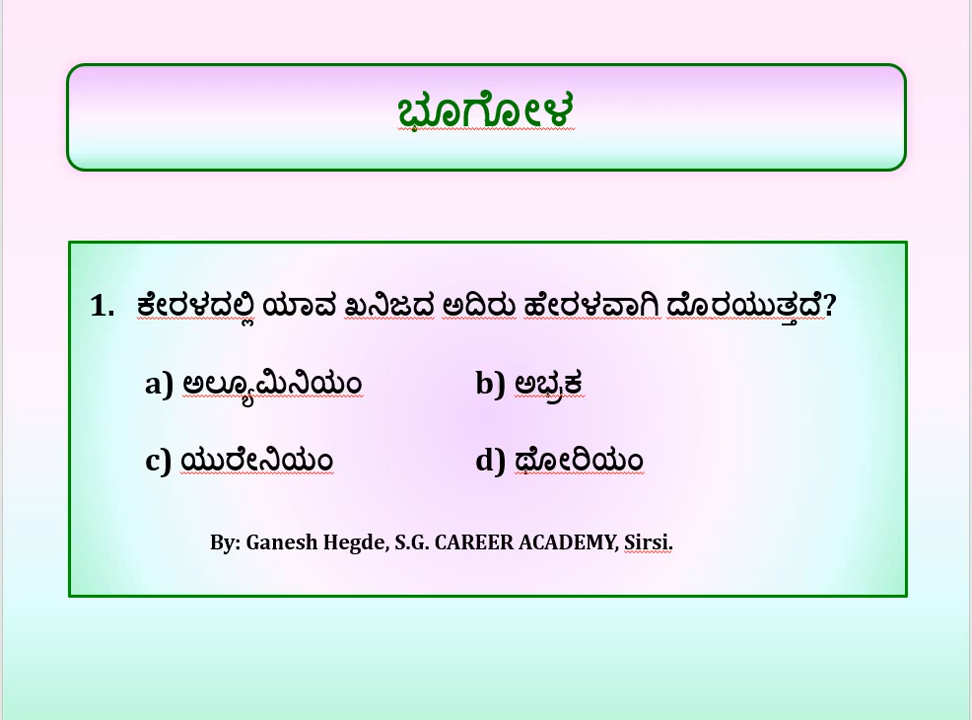 ಭೂಗೋಳ
1. ಕೇರಳದಲ್ಲಿ ಯಾವ ಖನಿಜದ ಅದಿರು ಹೇರಳವಾಗಿ ದೊರಯುತ್ತದೆ?
a) ಅಲ್ಯೂಮಿನಿಯಂ b) ಅಭ್ರಕ
c) ಯುರೇನಿಯಂ d) ಥೋರಿಯಂ
By: Ganesh Hegde, S.G. CAREER ACADEMY, Sirsi.